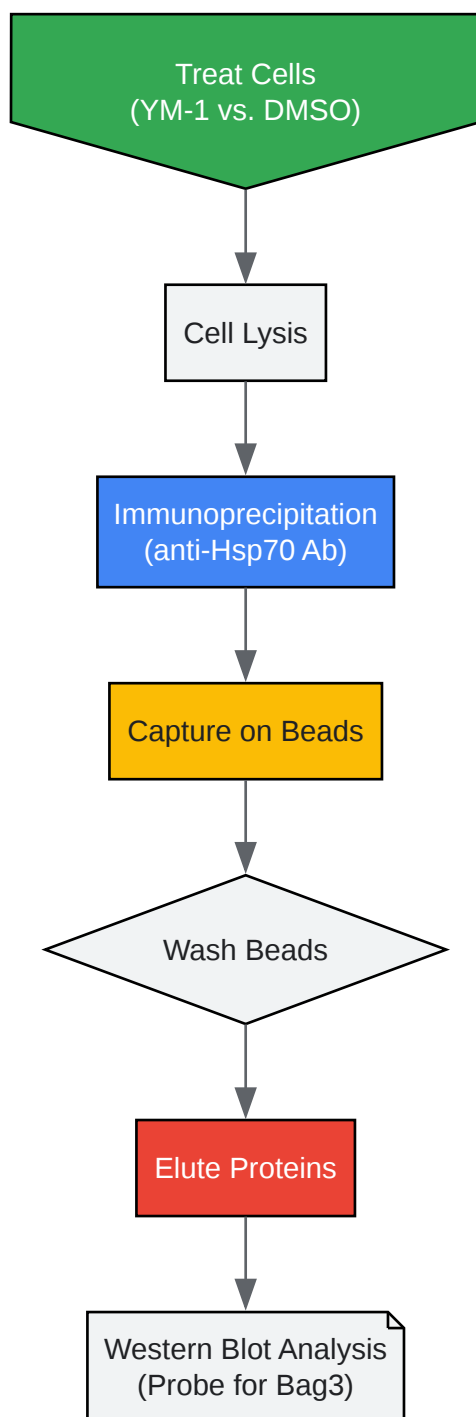 Treat Cells
(YM-1 vs. DMSO)
Cell Lysis
Immunoprecipitation
(anti-Hsp70 Ab)
Capture on Beads
Wash Beads
Elute Proteins
Western Blot Analysis
(Probe for Bag3)